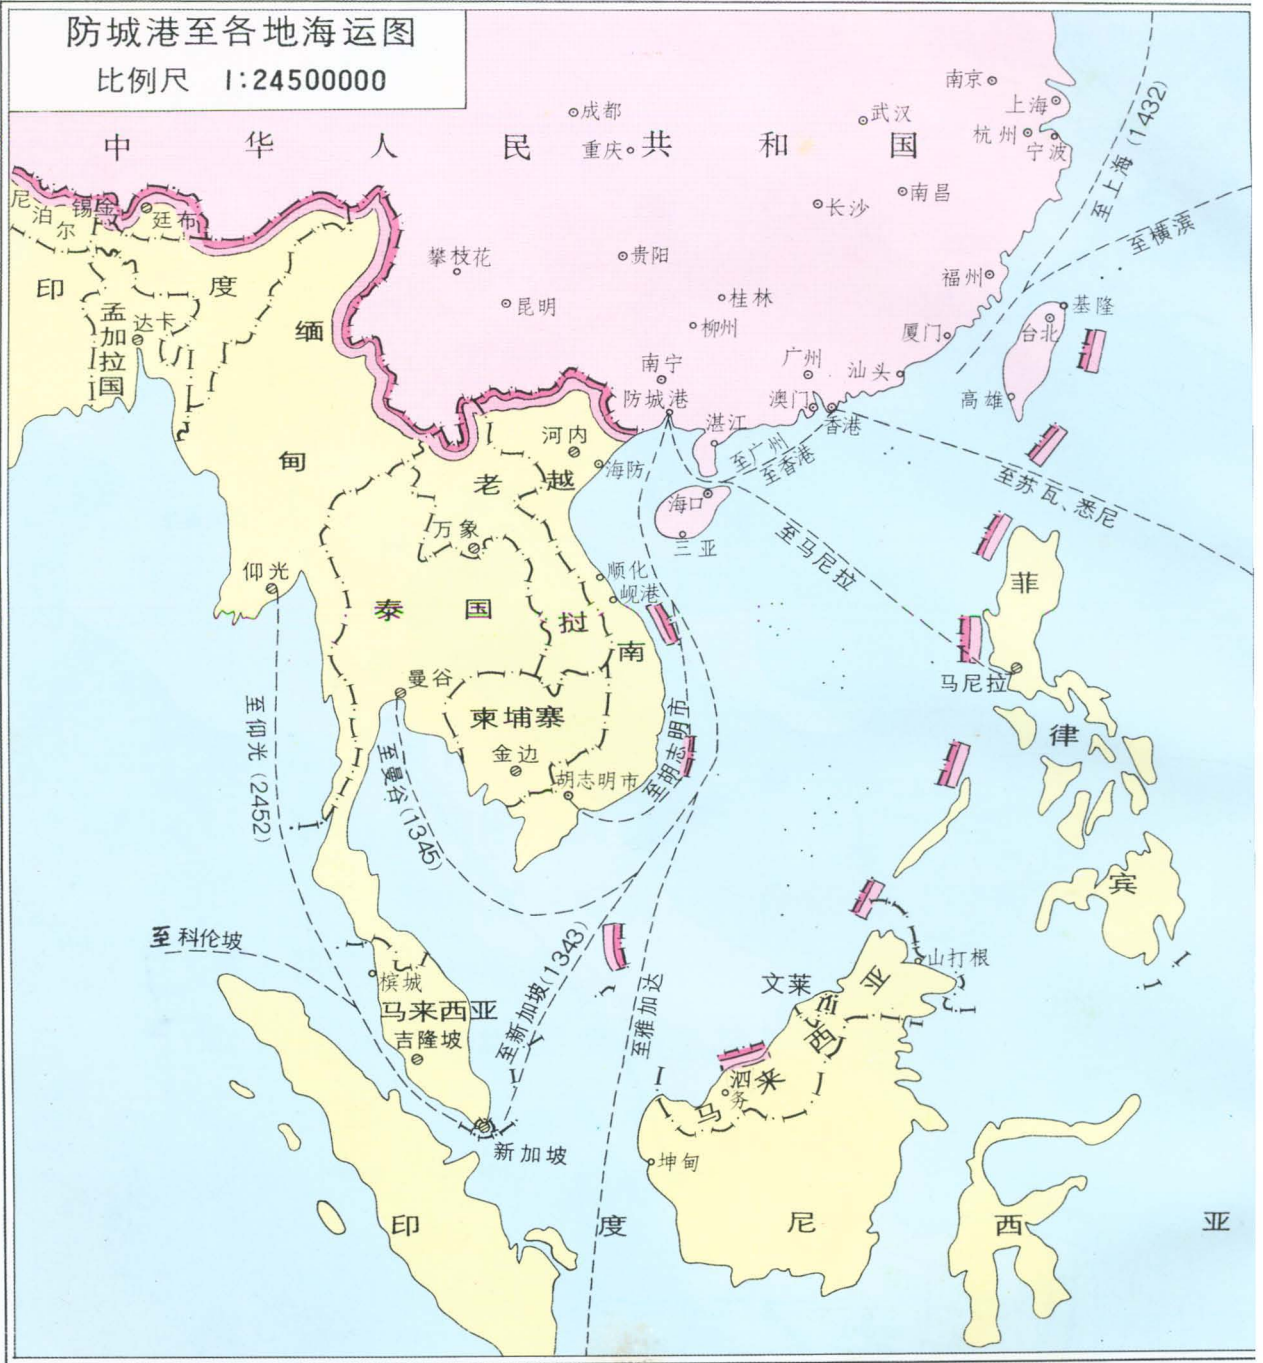 防城港至各地海运图
比例尺 1:24500000
中华人民共和国
南京
上海
杭州
宁波
成都
重庆
武汉
南昌
长沙
至上海(1432)
至横滨
尼泊尔
锡金
廷布
印度
孟加拉国
达卡
缅甸
攀枝花
贵阳
昆明
桂林
柳州
福州
厦门
基隆
台北
高雄
南宁
防城港
广州
澳门
香港
汕头
湛江
至广州
至香港
至苏瓦、悉尼
至马尼拉
河内
海防
海口
三亚
老挝
越南
万象
顺化
岘港
仰光
泰国
曼谷
柬埔寨
金边
胡志明市
至胡志明市
至仰光(2452)
至曼谷(1345)
菲律宾
马尼拉
至科伦坡
槟城
马来西亚
吉隆坡
至新加坡(1343)
至雅加达
新加坡
文莱
山打根
马来西亚
泗务
坤甸
印度尼西亚